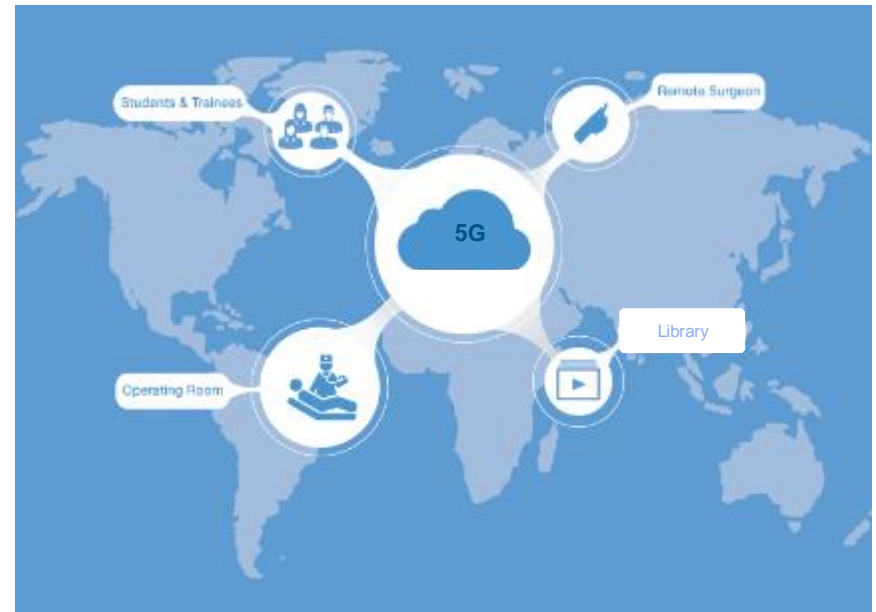 Students & Trainees
Remote Surgeon
5G
Library
Operating Room